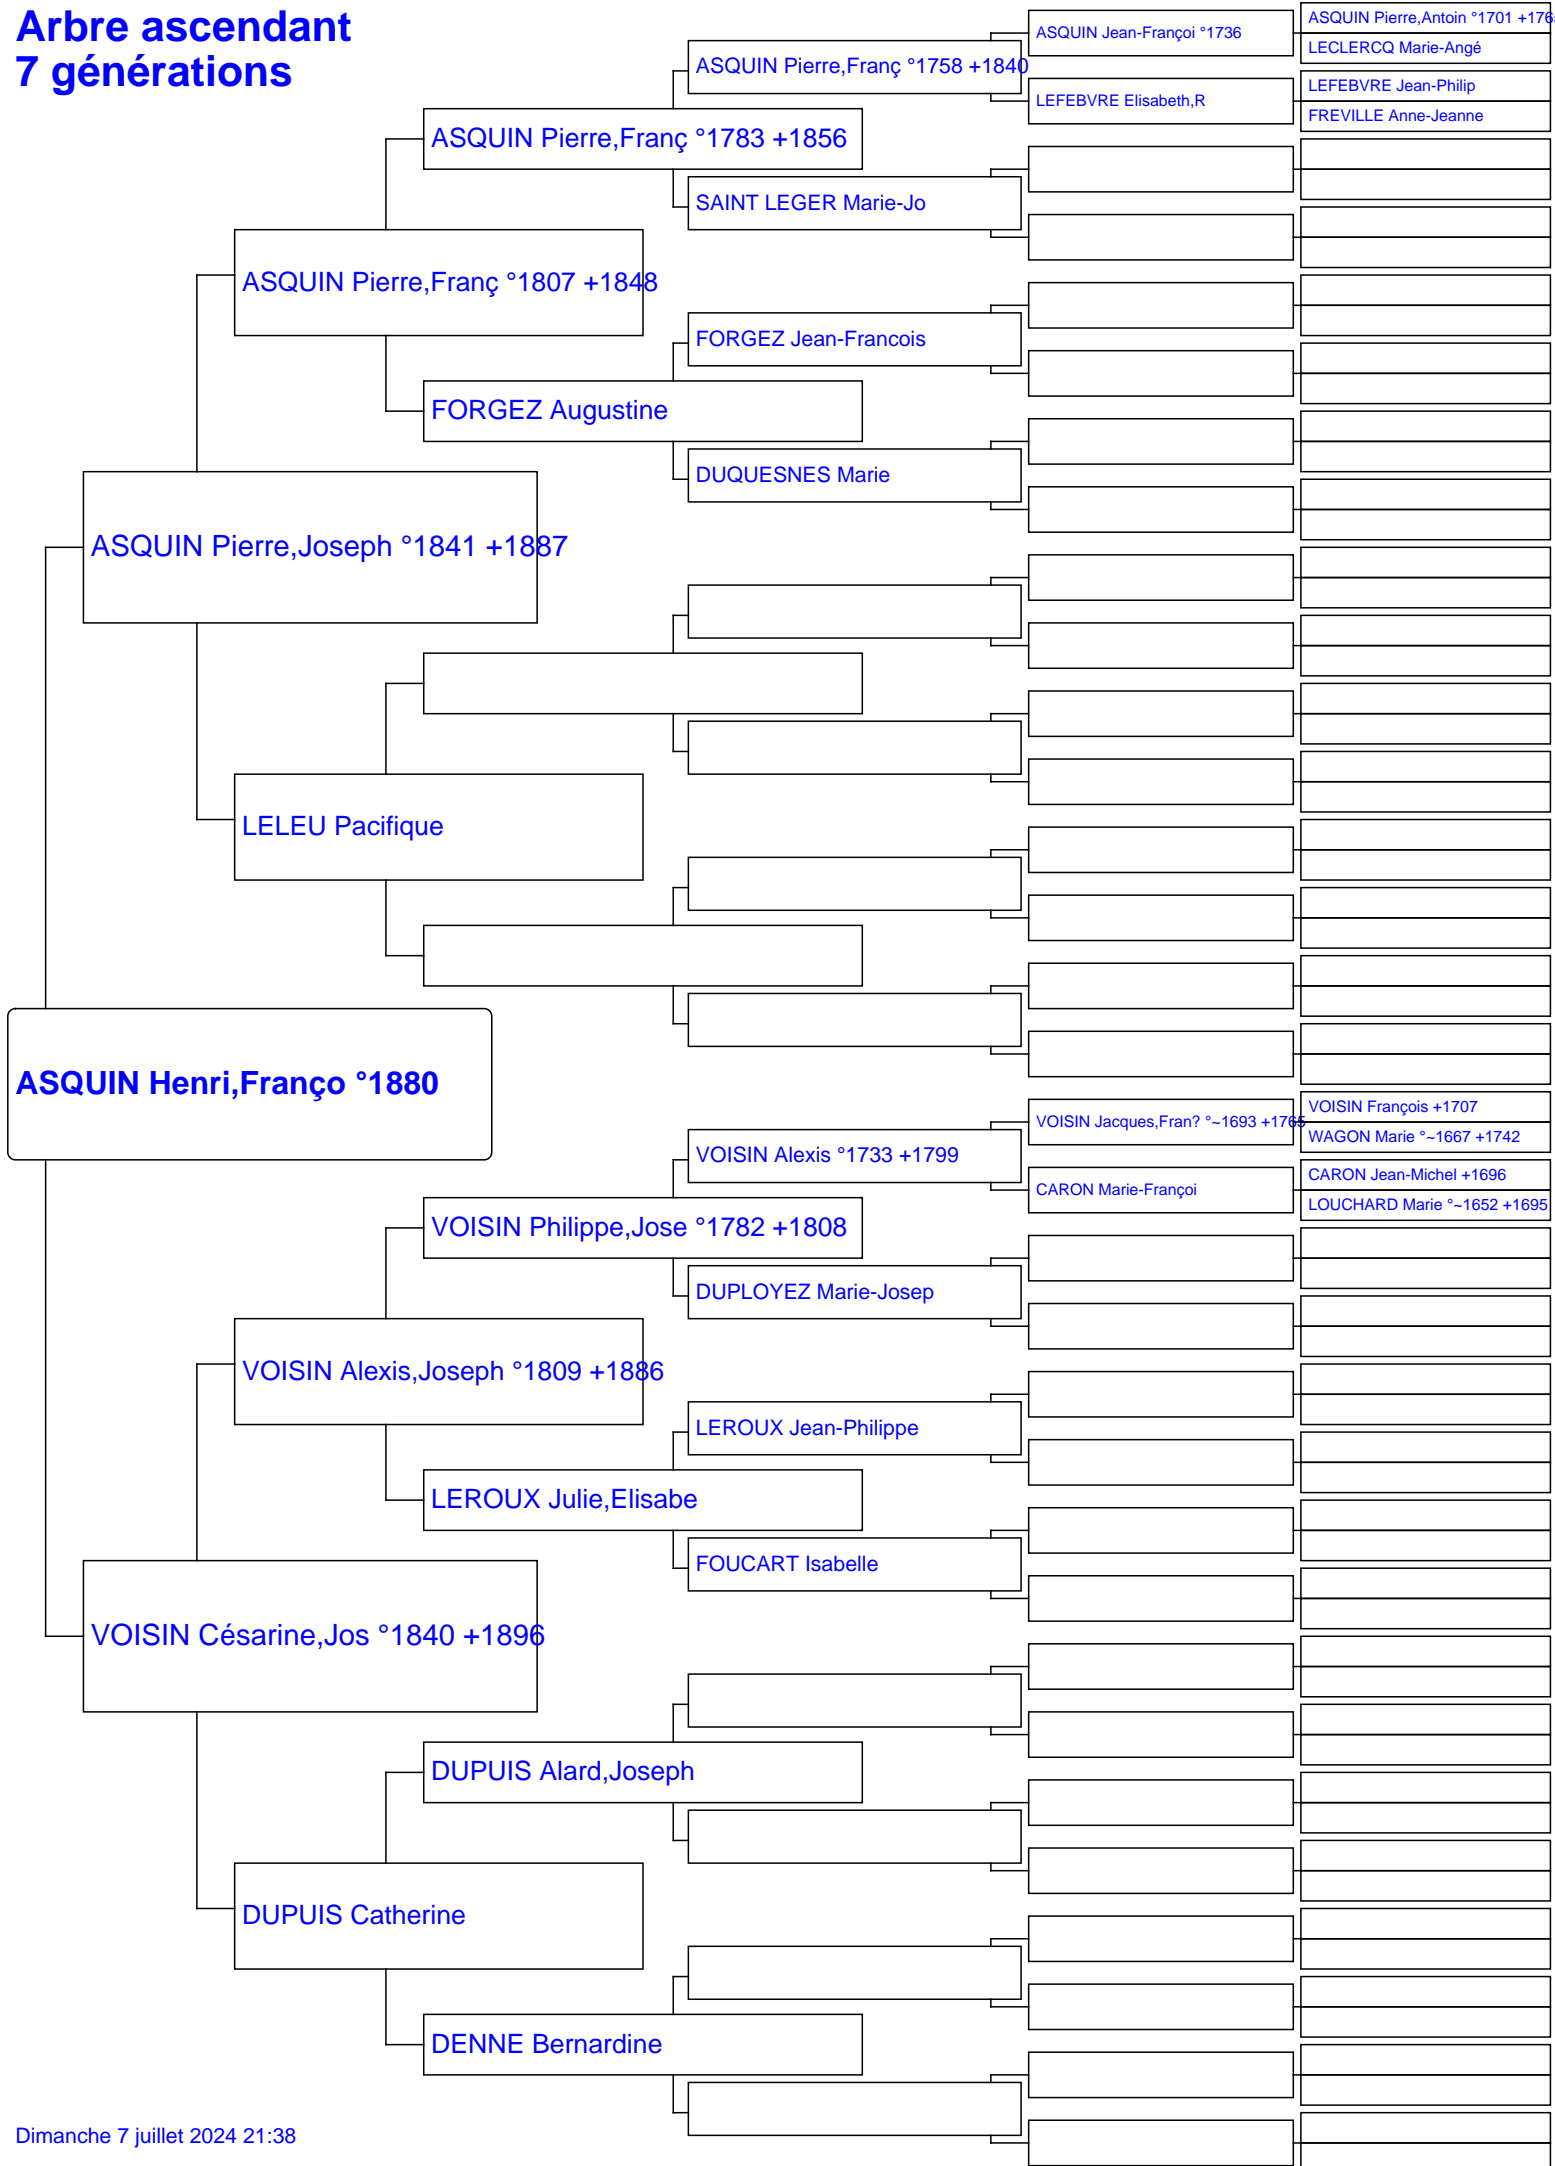 Arbre ascendant
7 générations
ASQUIN Jean-Françoi °1736
ASQUIN Pierre,Antoin °1701 +176
LECLERCQ Marie-Angé
ASQUIN Pierre,Franç °1758 +1840
LEFEBVRE Elisabeth,R
LEFEBVRE Jean-Philip
FREVILLE Anne-Jeanne
ASQUIN Pierre,Franç °1783 +1856
SAINT LEGER Marie-Jo
ASQUIN Pierre,Franç °1807 +1848
FORGEZ Jean-Francois
FORGEZ Augustine
DUQUESNES Marie
ASQUIN Pierre,Joseph °1841 +1887
LELEU Pacifique
ASQUIN Henri,Franço °1880
VOISIN Jacques,Fran? °~1693 +1765
VOISIN François +1707
WAGON Marie °~1667 +1742
VOISIN Alexis °1733 +1799
CARON Marie-Françoi
CARON Jean-Michel +1696
LOUCHARD Marie °~1652 +1695
VOISIN Philippe,Jose °1782 +1808
DUPLOYEZ Marie-Josep
VOISIN Alexis,Joseph °1809 +1886
LEROUX Jean-Philippe
LEROUX Julie,Elisabe
FOUCART Isabelle
VOISIN Césarine,Jos °1840 +1896
DUPUIS Alard,Joseph
DUPUIS Catherine
DENNE Bernardine
Dimanche 7 juillet 2024 21:38